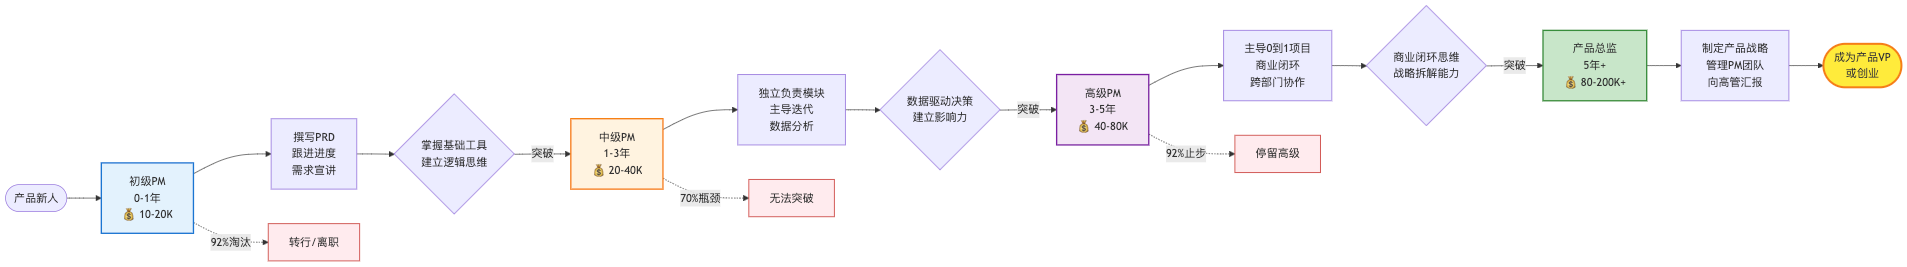 产品新人
初级PM
0-1年
💰 10-20K
92%淘汰
转行/离职
撰写PRD
跟进进度
需求宣讲
掌握基础工具
建立逻辑思维
突破
中级PM
1-3年
💰 20-40K
70%瓶颈
无法突破
独立负责模块
主导迭代
数据分析
数据驱动决策
建立影响力
突破
高级PM
3-5年
💰 40-80K
92%止步
停留高级
主导0到1项目
商业闭环
跨部门协作
商业闭环思维
战略拆解能力
突破
产品总监
5年+
💰 80-200K+
制定产品战略
管理PM团队
向高管汇报
成为产品VP
或创业